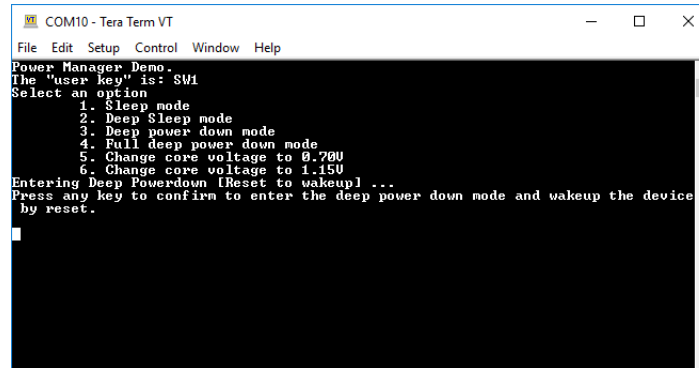 COM10 - Tera Term VT
File Edit Setup Control Window Help
Power Manager Demo.
The "user key" is: SW1
Select an option
1. Sleep mode
2. Deep Sleep mode
3. Deep power down mode
4. Full deep power down mode
5. Change core voltage to 0.70V
6. Change core voltage to 1.15V
Entering Deep Powerdown [Reset to wakeup] ...
Press any key to confirm to enter the deep power down mode and wakeup the device
by reset.